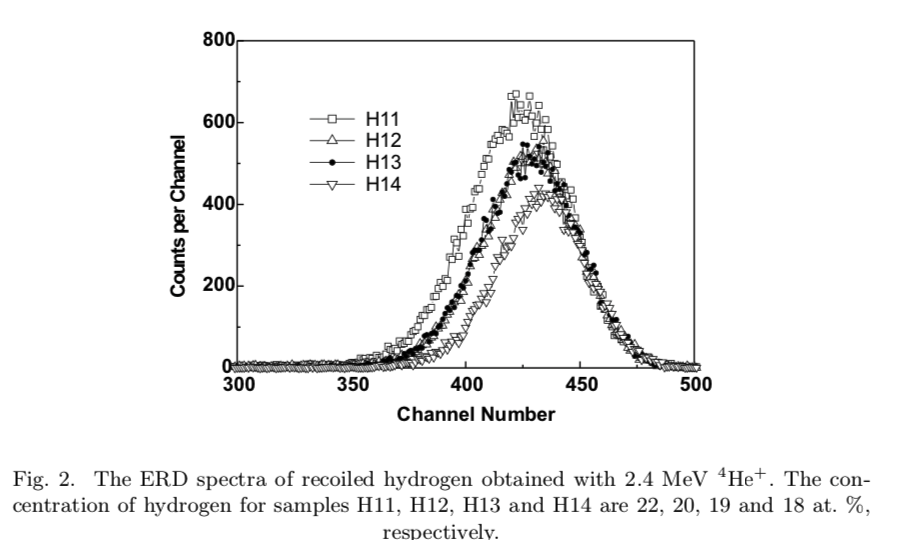 800
600
400
200
0
H11
H12
H13
H14
Counts per Channel
300 350 400 450 500
Channel Number
Fig. 2. The ERD spectra of recoiled hydrogen obtained with 2.4 MeV ⁴He⁺. The con-
centration of hydrogen for samples H11, H12, H13 and H14 are 22, 20, 19 and 18 at. %,
respectively.